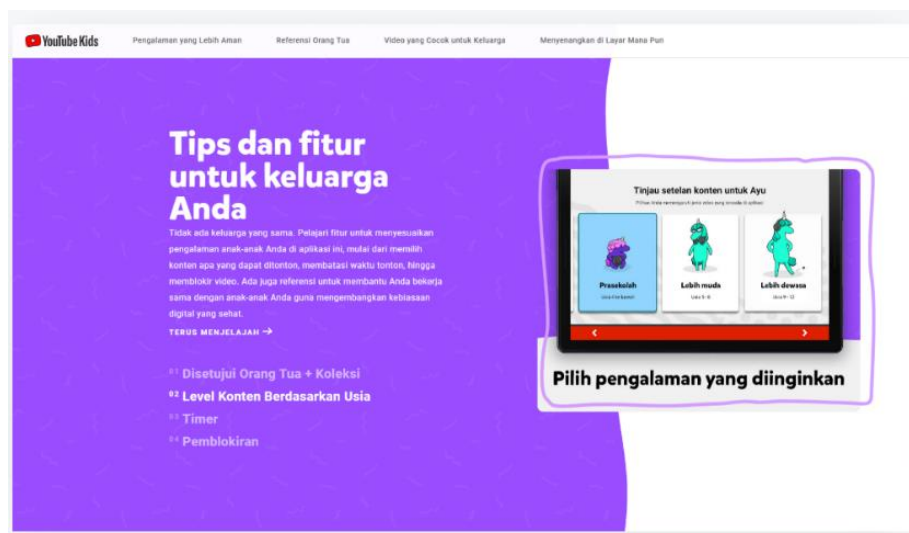 YouTube Kids
Pengalaman yang Lebih Aman
Referensi Orang Tua
Video yang Cocok untuk Keluarga
Menyenangkan di Layar Mana Pun
Tips dan fitur
untuk keluarga
Anda
Tidak ada keluarga yang sama. Pelajari fitur untuk menyesuaikan
pengalaman anak-anak Anda di aplikasi ini, mulai dari memilih
konten apa yang dapat ditonton, membatasi waktu tonton, hingga
memblokir video. Ada juga referensi untuk membantu Anda bekerja
sama dengan anak-anak Anda guna mengembangkan kebiasaan
digital yang sehat.
TERUS MENJELAJAH →
01 Disetujui Orang Tua + Koleksi
02 Level Konten Berdasarkan Usia
03 Timer
04 Pemblokiran
Tinjau setelan konten untuk Ayu
Prasekolah
Lebih muda
Usia 5-8
Lebih dewasa
Usia 9-12
Pilih pengalaman yang diinginkan